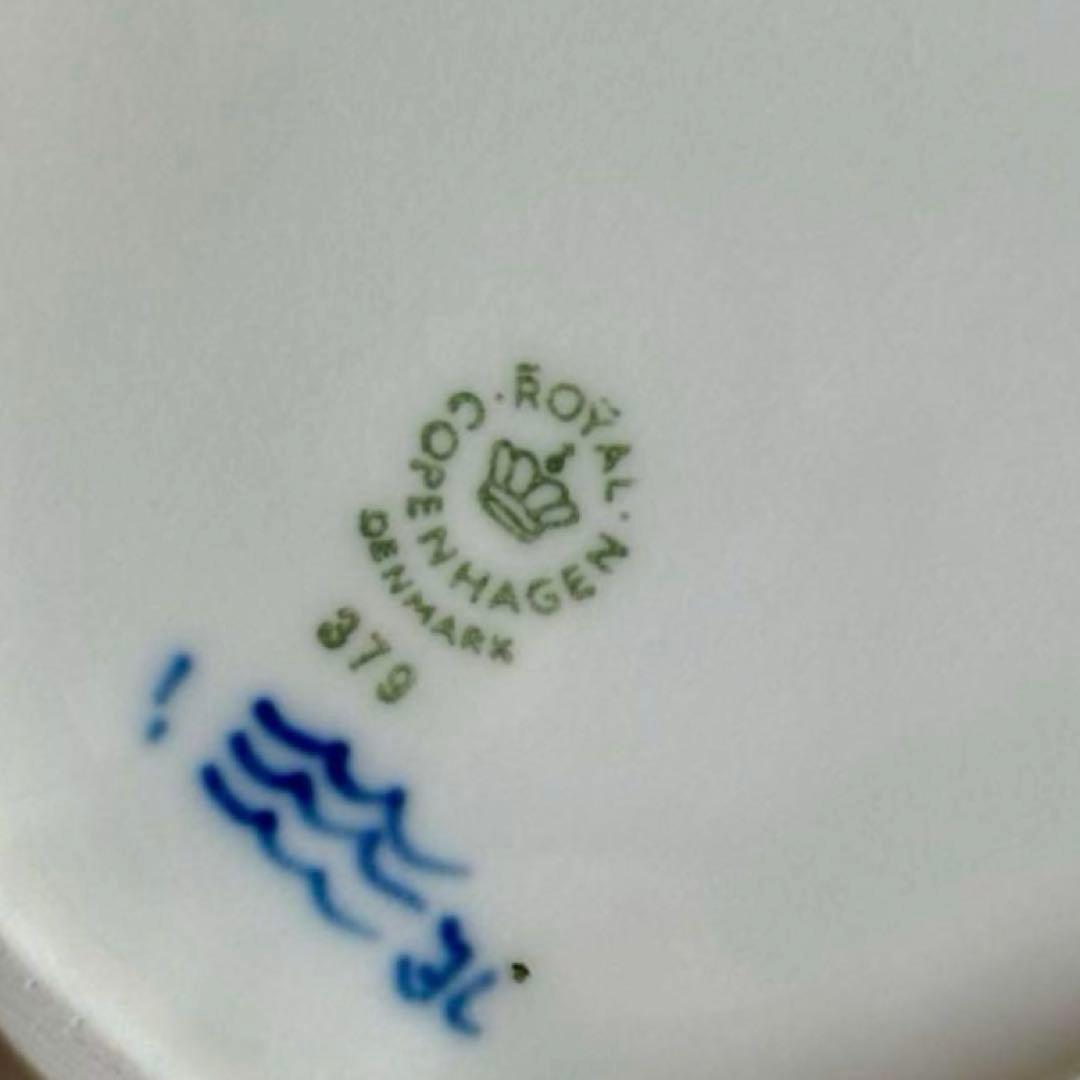 ROYAL
COPENHAGEN
DENMARK
379
!